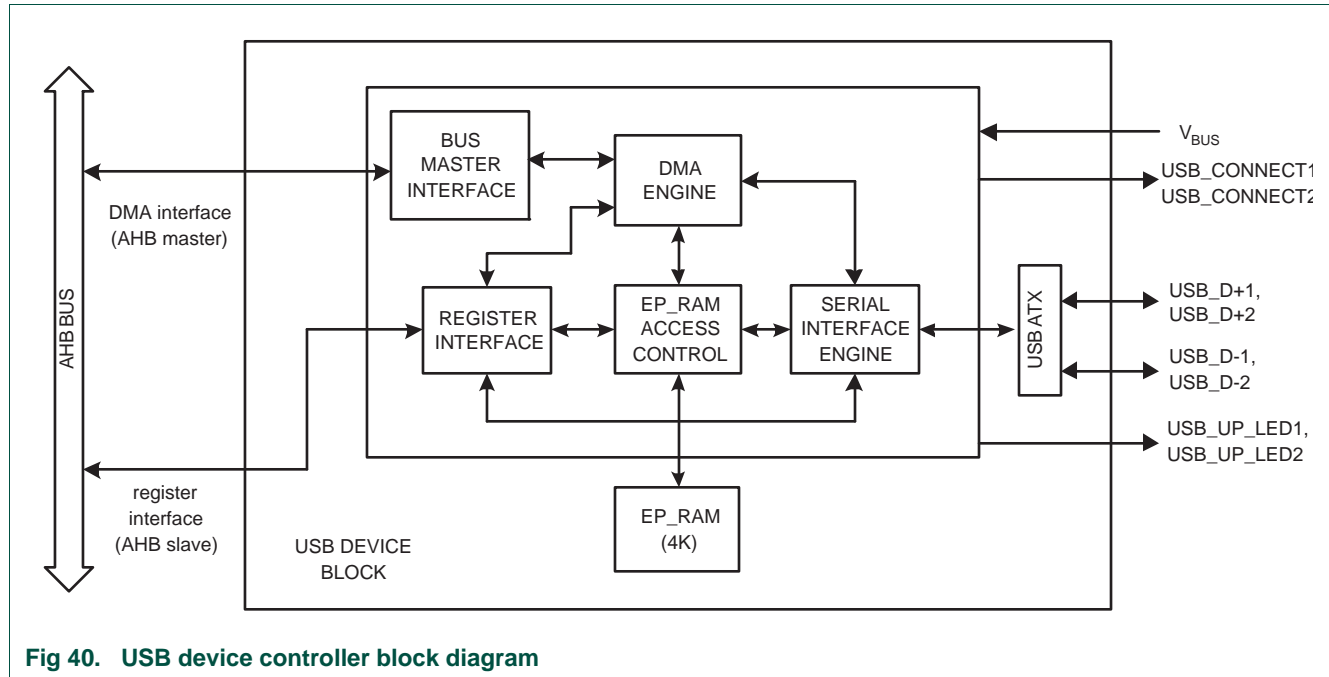 BUS
MASTER
INTERFACE
DMA
ENGINE
VBUS
USB_CONNECT1
USB_CONNECT2
DMA interface
(AHB master)
AHB BUS
REGISTER
INTERFACE
EP_RAM
ACCESS
CONTROL
SERIAL
INTERFACE
ENGINE
USB ATX
USB_D+1,
USB_D+2
USB_D-1,
USB_D-2
USB_UP_LED1,
USB_UP_LED2
register
interface
(AHB slave)
USB DEVICE
BLOCK
EP_RAM
(4K)
Fig 40. USB device controller block diagram